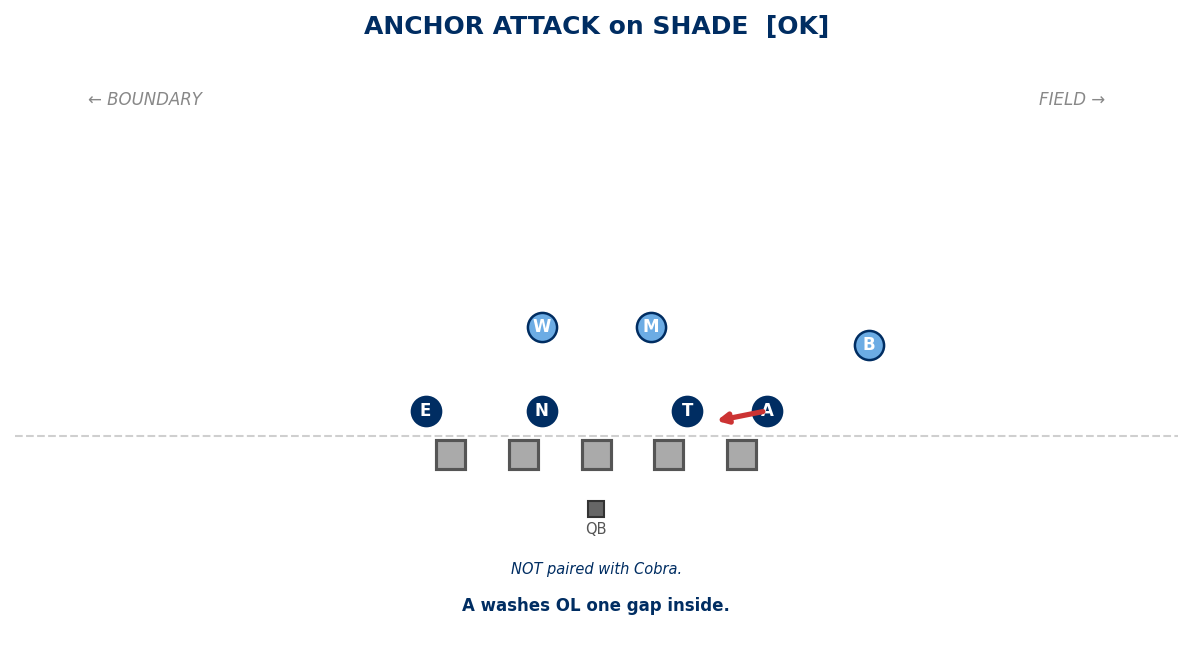 ANCHOR ATTACK on SHADE [OK]
← BOUNDARY
FIELD →
W
M
B
E
N
T
A
QB
NOT paired with Cobra.
A washes OL one gap inside.